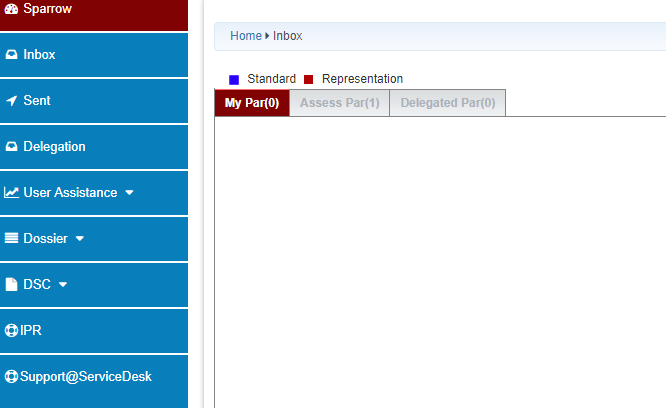 Sparrow
Inbox
Sent
Delegation
User Assistance
Dossier
DSC
IPR
Support@ServiceDesk
Home Inbox
Standard Representation
My Par(0) Assess Par(1) Delegated Par(0)